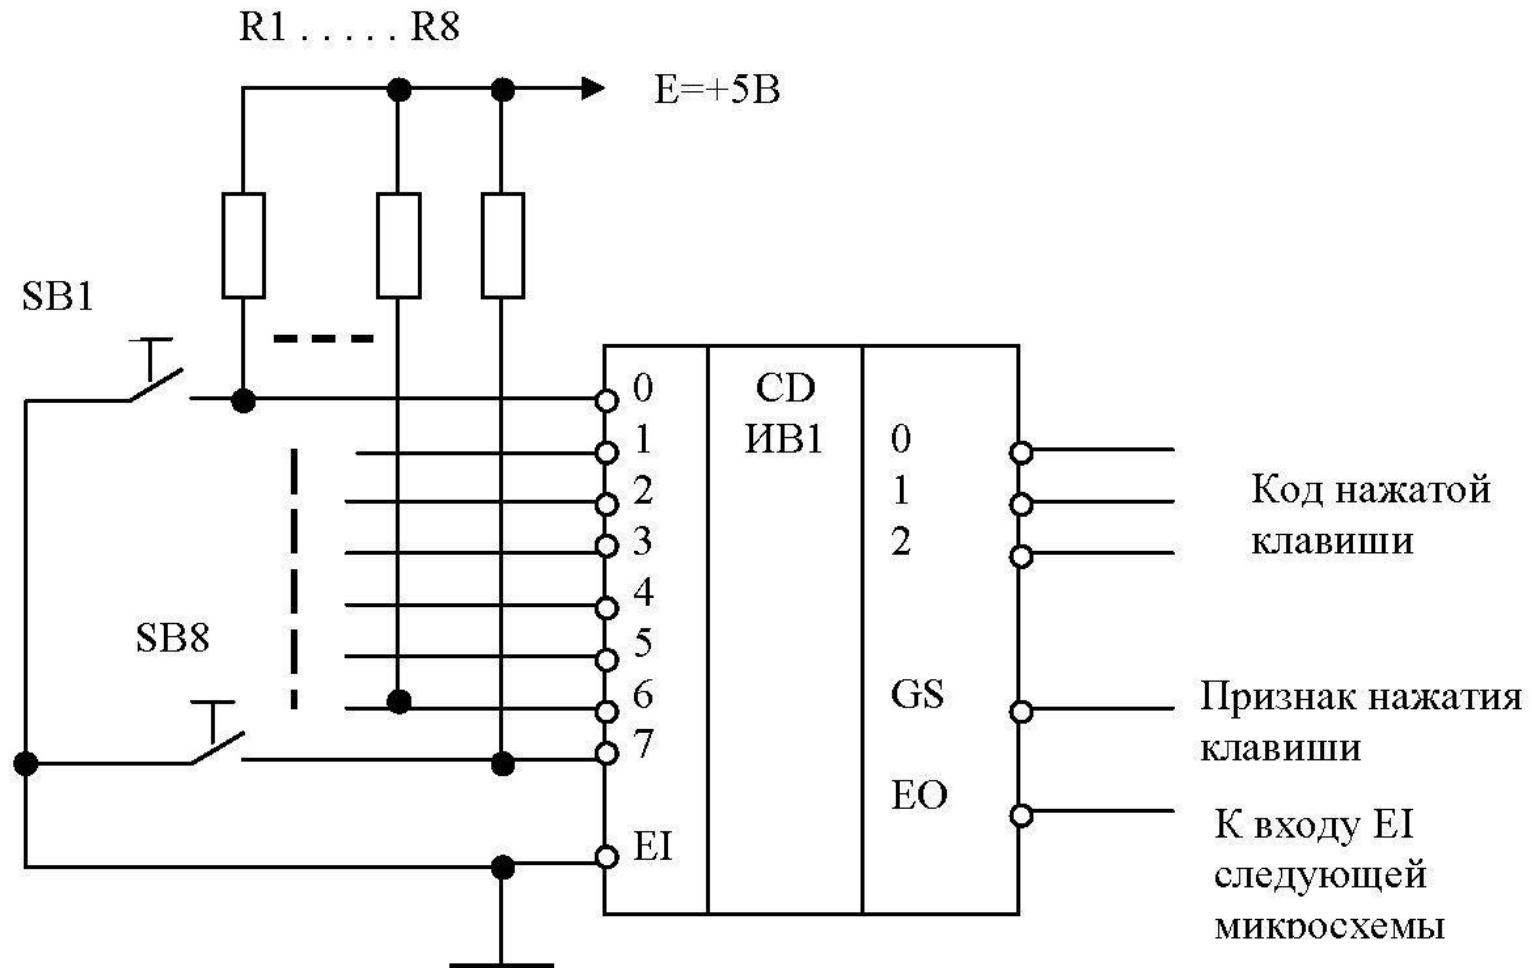 R1 . . . . . R8
E=+5В
SB1
0
CD
1
ИВ1
0
2
1
Код нажатой
3
2
клавиши
4
SB8
5
6
GS
Признак нажатия
7
клавиши
EO
EI
К входу EI
следующей
микросхемы